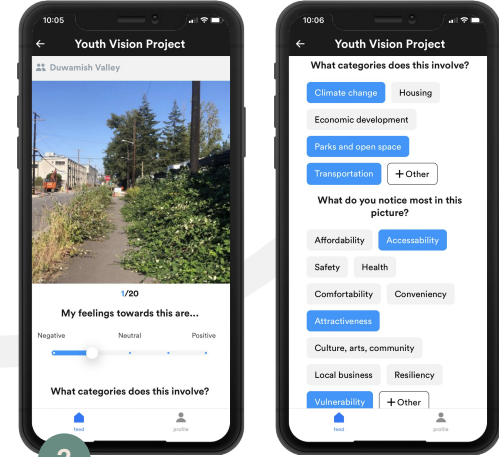 10:05
Youth Vision Project
Duwamish Valley
1/20
My feelings towards this are...
Negative Neutral Positive
What categories does this involve?
feed profile
2
10:06
Youth Vision Project
What categories does this involve?
Climate change Housing
Economic development
Parks and open space
Transportation + Other
What do you notice most in this
picture?
Affordability Accessability
Safety Health
Comfortability Conveniency
Attractiveness
Culture, arts, community
Local business Resiliency
Vulnerability + Other
feed profile